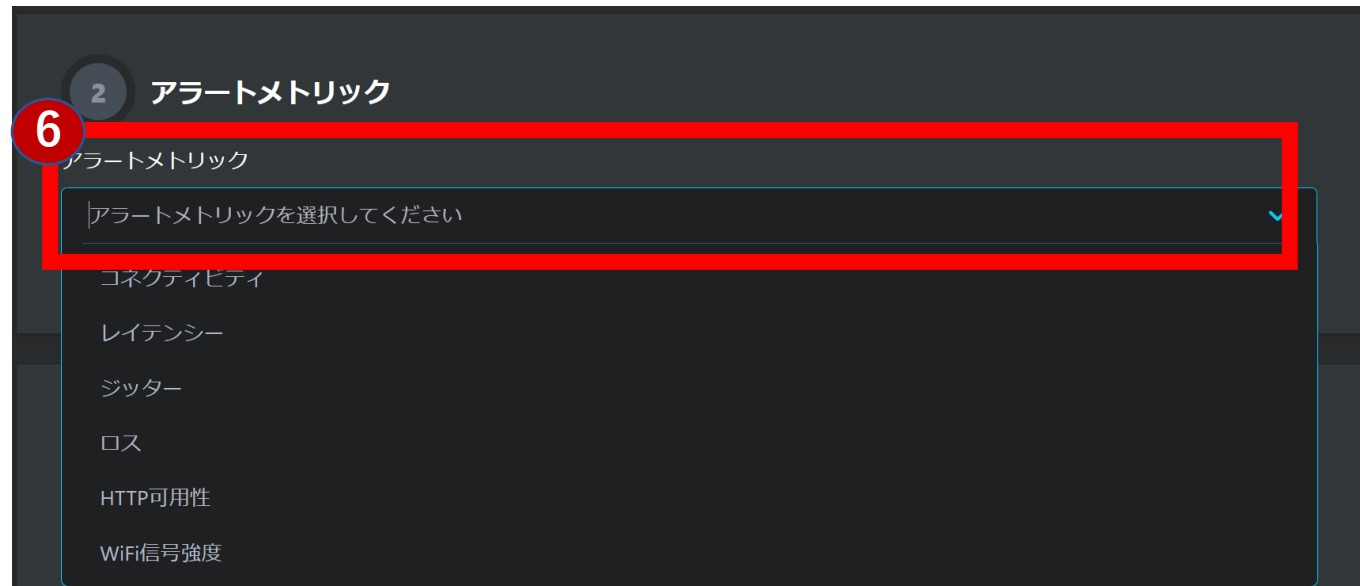 2 アラートメトリック
6
アラートメトリック
アラートメトリックを選択してください
コネクティビティ
レイテンシー
ジッター
ロス
HTTP可用性
WiFi信号強度